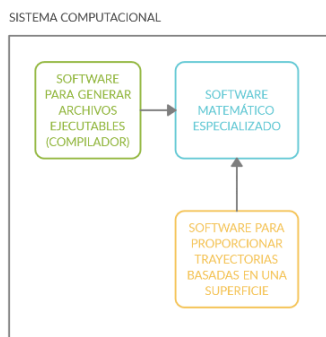 SISTEMA COMPUTACIONAL
SOFTWARE
PARA GENERAR
ARCHIVOS
EJECUTABLES
(COMPILADOR)
SOFTWARE
MATEMÁTICO
ESPECIALIZADO
SOFTWARE PARA
PROPORCIONAR
TRAYECTORIAS
BASADAS EN UNA
SUPERFICIE